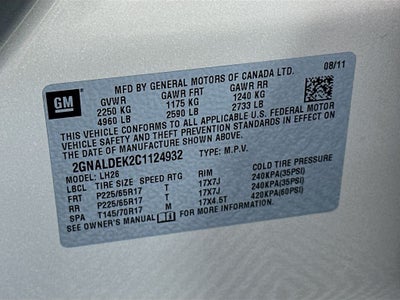 GM
MFD BY GENERAL MOTORS OF CANADA LTD.
GVWR GAWR FRT GAWR RR 08/11
2250 KG 1175 KG 1240 KG
4960 LB 2590 LB 2733 LB
THIS VEHICLE CONFORMS TO ALL APPLICABLE U.S. FEDERAL MOTOR
VEHICLE SAFETY AND THEFT PREVENTION STANDARDS IN EFFECT ON
THE DATE OF MANUFACTURE SHOWN ABOVE.
2GNALDEK2C1124932 TYPE: M.P.V.
MODEL: LH26
LBCL TIRE SIZE SPEED RTG RIM COLD TIRE PRESSURE
FRT P225/65R17 T 17X7J 240KPA(35PSI)
RR P225/65R17 T 17X7J 240KPA(35PSI)
SPA T145/70R17 M 17X4.5T 420KPA(60PSI)
SEE OWNER'S MANUAL FOR MORE INFORMATION.